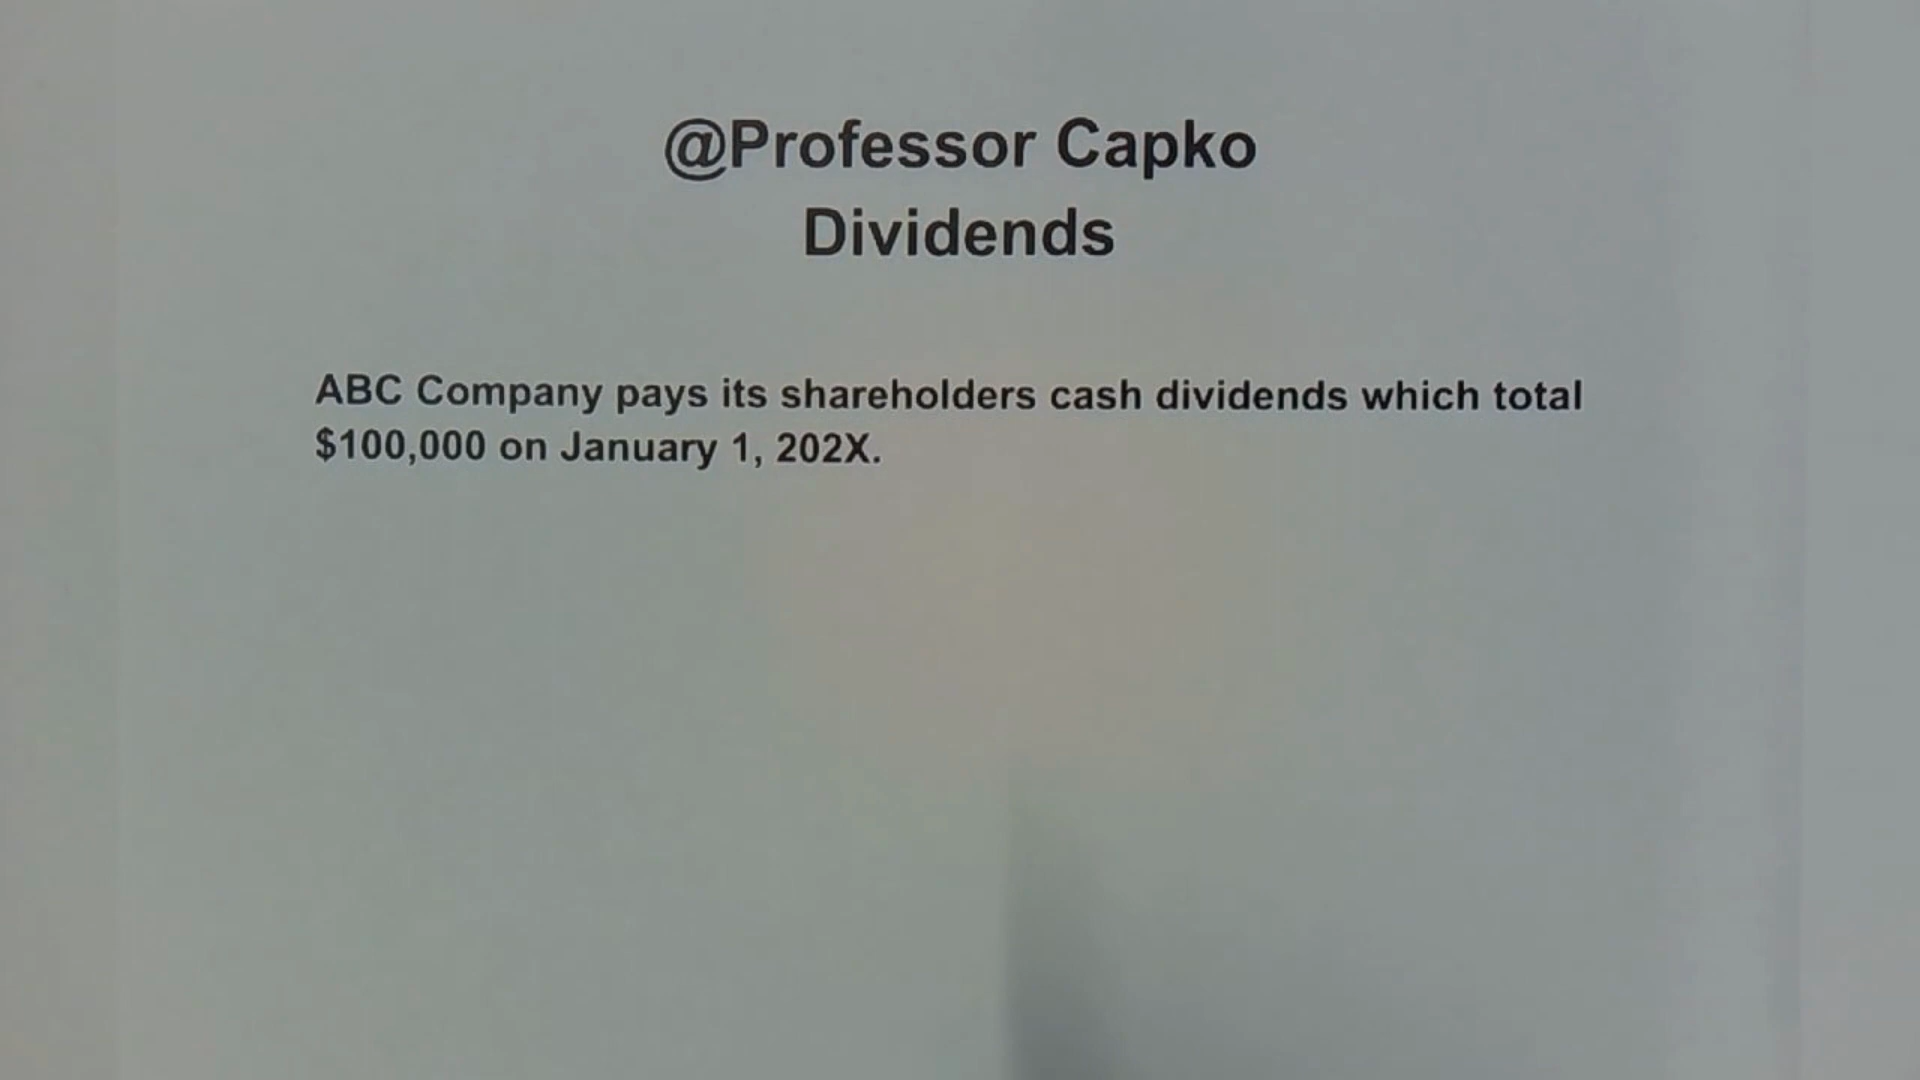 @Professor Capko
Dividends
ABC Company pays its shareholders cash dividends which total
$100,000 on January 1, 202X.